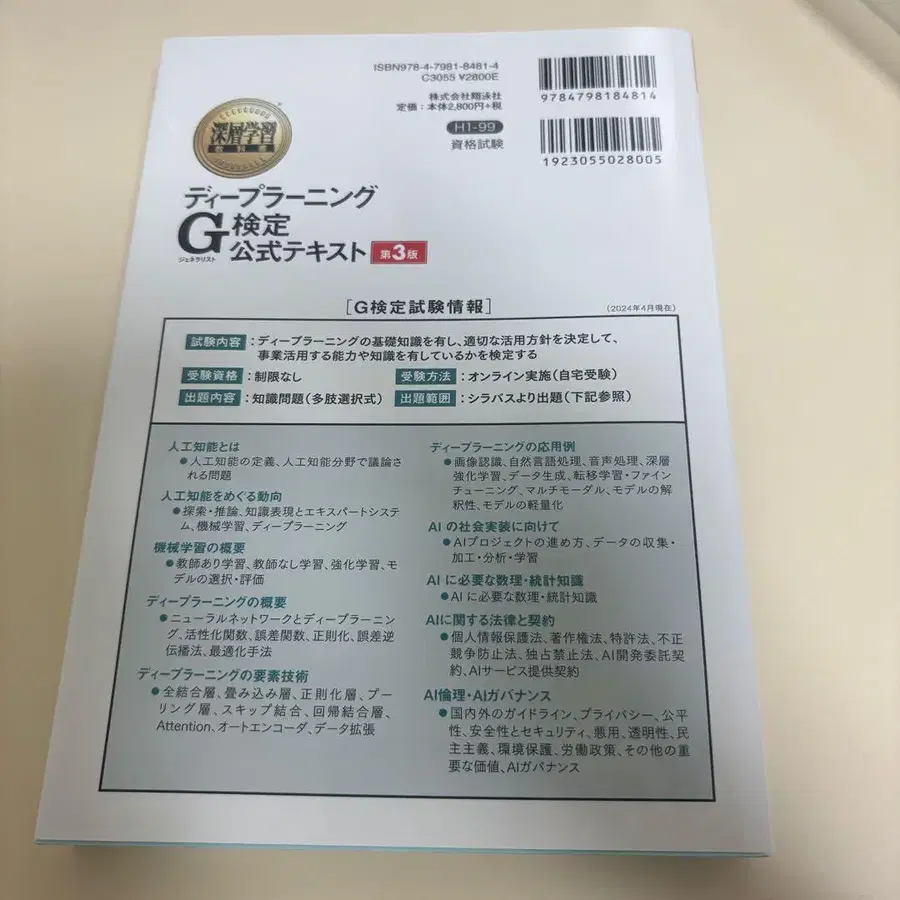 ISBN978-4-7981-8481-4
C3055 ¥2800E
株式会社翔泳社
定価:本体2,800円+税
H1-99
資格試験
9784798184814
1923055028005
深層学習
教科書
ディープラーニング
G検定
ジェネラリスト
公式テキスト 第3版
[G検定試験情報]
(2024年4月現在)
試験内容:ディープラーニングの基礎知識を有し、適切な活用方針を決定して、
事業活用する能力や知識を有しているかを検定する
受験資格:制限なし 受験方法:オンライン実施(自宅受験)
出題内容:知識問題(多肢選択式) 出題範囲:シラバスより出題(下記参照)
人工知能とは
●人工知能の定義、人工知能分野で議論さ
れる問題
人工知能をめぐる動向
●探索・推論、知識表現とエキスパートシステ
ム、機械学習、ディープラーニング
機械学習の概要
●教師あり学習、教師なし学習、強化学習、モ
デルの選択・評価
ディープラーニングの概要
●ニューラルネットワークとディープラーニン
グ、活性化関数、誤差関数、正則化、誤差逆
伝播法、最適化手法
ディープラーニングの要素技術
●全結合層、畳み込み層、正則化層、プー
リング層、スキップ結合、回帰結合層、
Attention、オートエンコーダ、データ拡張
ディープラーニングの応用例
●画像認識、自然言語処理、音声処理、深層
強化学習、データ生成、転移学習・ファイン
チューニング、マルチモーダル、モデルの解
釈性、モデルの軽量化
AIの社会実装に向けて
●AIプロジェクトの進め方、データの収集・
加工・分析・学習
AIに必要な数理・統計知識
●AIに必要な数理・統計知識
AIに関する法律と契約
●個人情報保護法、著作権法、特許法、不正
競争防止法、独占禁止法、AI開発委託契
約、AIサービス提供契約
AI倫理・AIガバナンス
●国内外のガイドライン、プライバシー、公平
性、安全性とセキュリティ、悪用、透明性、民
主主義、環境保護、労働政策、その他の重
要な価値、AIガバナンス